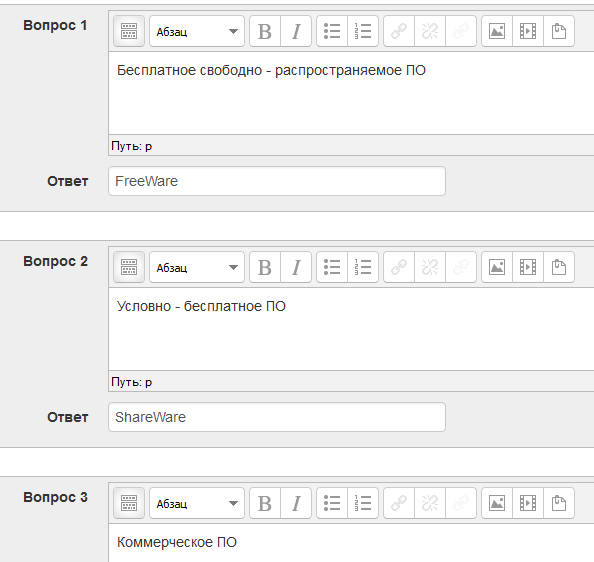 Вопрос 1
Абзац
B I
Бесплатное свободно - распространяемое ПО
Путь: p
Ответ
FreeWare
Вопрос 2
Абзац
B I
Условно - бесплатное ПО
Путь: p
Ответ
ShareWare
Вопрос 3
Абзац
B I
Коммерческое ПО